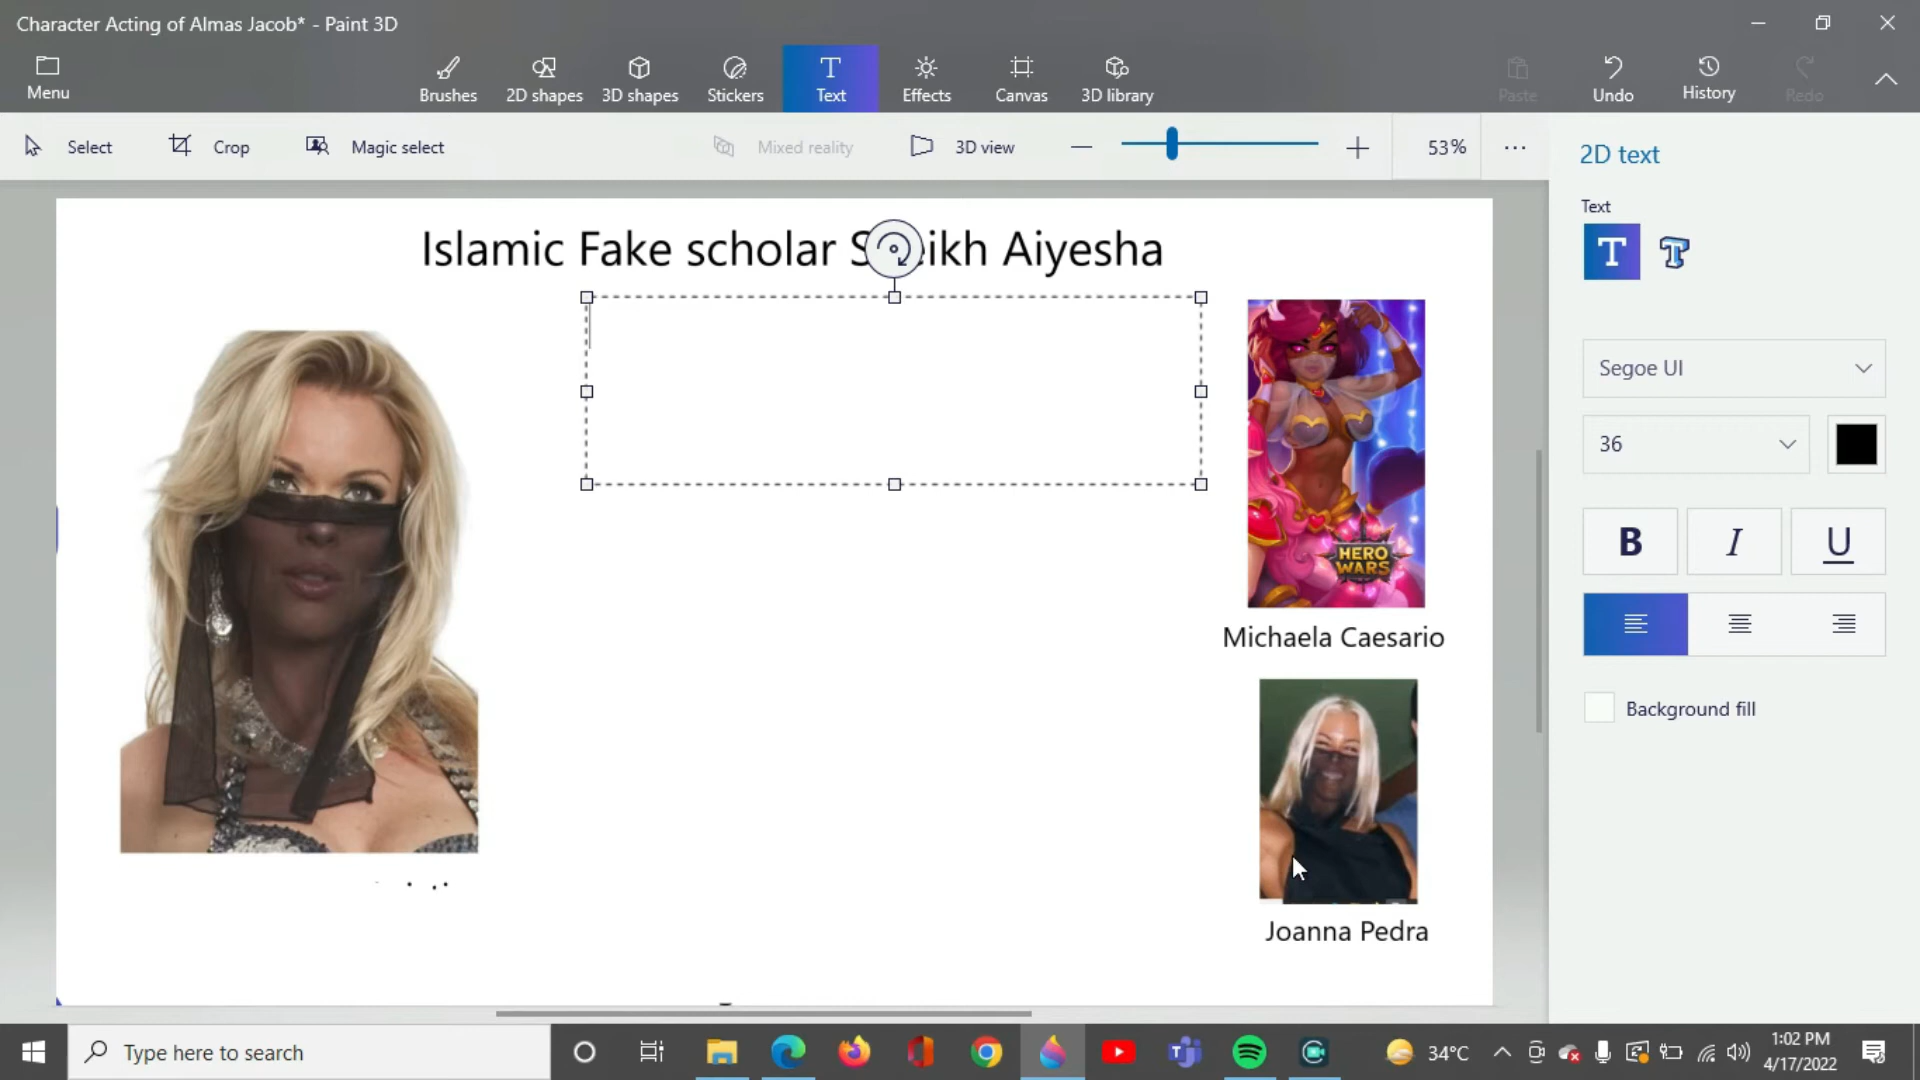 Character Acting of Almas Jacob* - Paint 3D
Menu
Brushes
2D shapes
3D shapes
Stickers
Text
Effects
Canvas
3D library
Paste
Undo
History
Redo
Select
Crop
Magic select
Mixed reality
3D view
53%
2D text
Text
Segoe UI
36
B
I
U
Background fill
Islamic Fake scholar Aiyesha
HERO
WARS
Michaela Caesario
Joanna Pedra
Type here to search
34°C
1:02 PM
4/17/2022